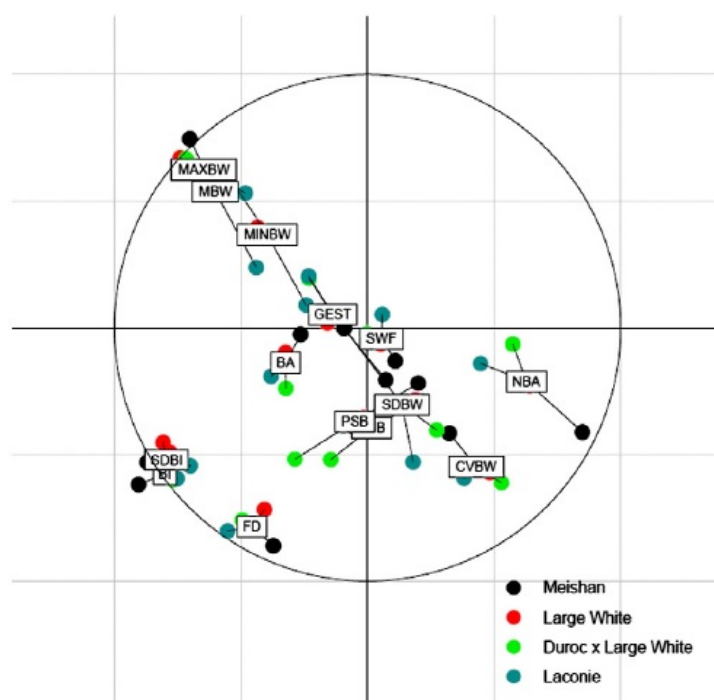 MAXBW
MBW
MINBW
GEST
SWF
BA
NBA
SDBW
PSB
SDBI
CVBW
FD
Meishan
Large White
Duroc x Large White
Laconie